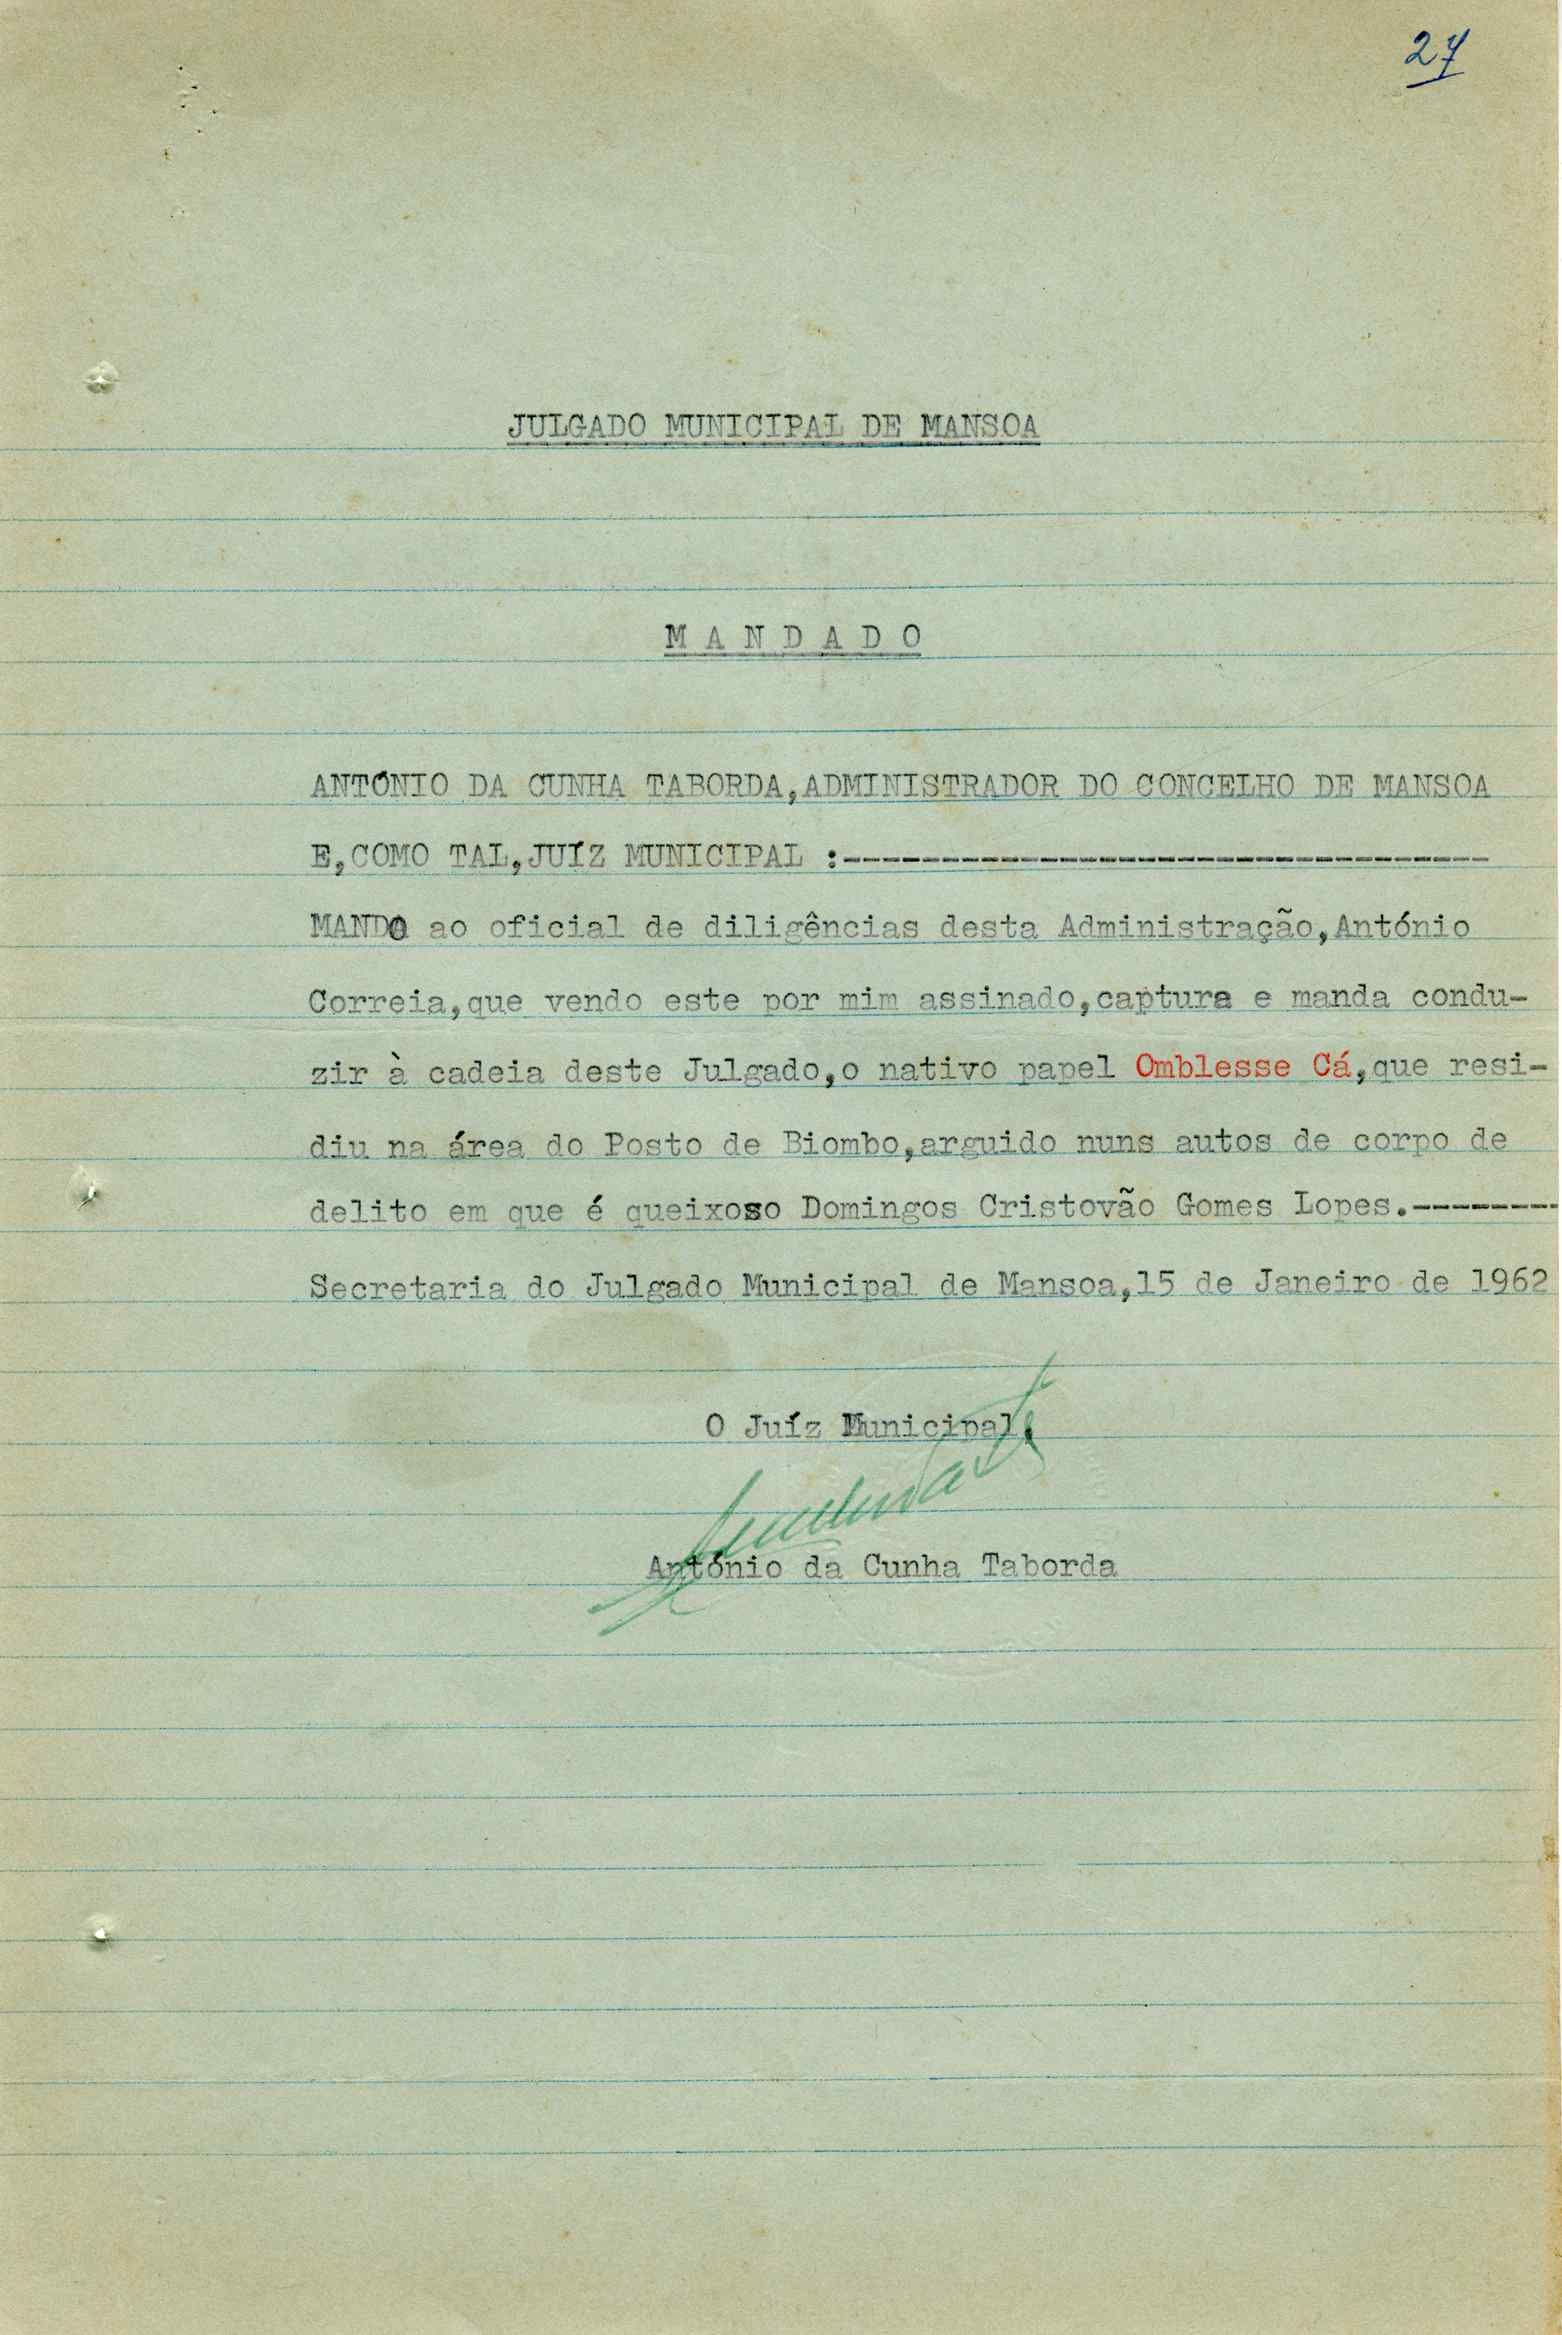 27
JULGADO MUNICIPAL DE MANSOA
M A N D A D O
ANTÓNIO DA CUNHA TABORDA,ADMINISTRADOR DO CONCELHO DE MANSOA
E,COMO TAL,JUÍZ MUNICIPAL :----------------------------------
MANDO ao oficial de diligências desta Administração,António
Correia,que vendo este por mim assinado,captura e manda condu-
zir à cadeia deste Julgado,o nativo papel Omblesse Cá,que resi-
diu na área do Posto de Biombo,arguido nuns autos de corpo de
delito em que é queixoso Domingos Cristovão Gomes Lopes.--------
Secretaria do Julgado Municipal de Mansoa,15 de Janeiro de 1962
O Juíz Municipal,
António da Cunha Taborda